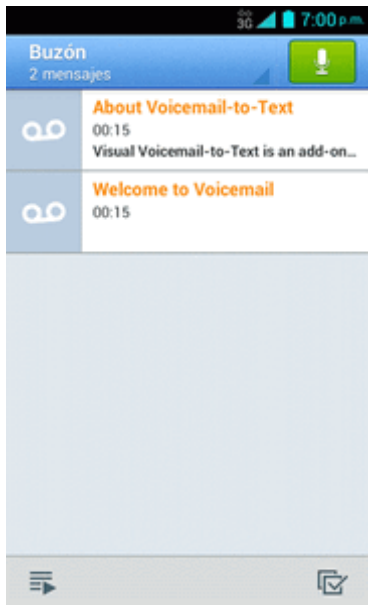 3G 7:00 p.m.
Buzón
2 mensajes
About Voicemail-to-Text
00:15
Visual Voicemail-to-Text is an add-on...
Welcome to Voicemail
00:15